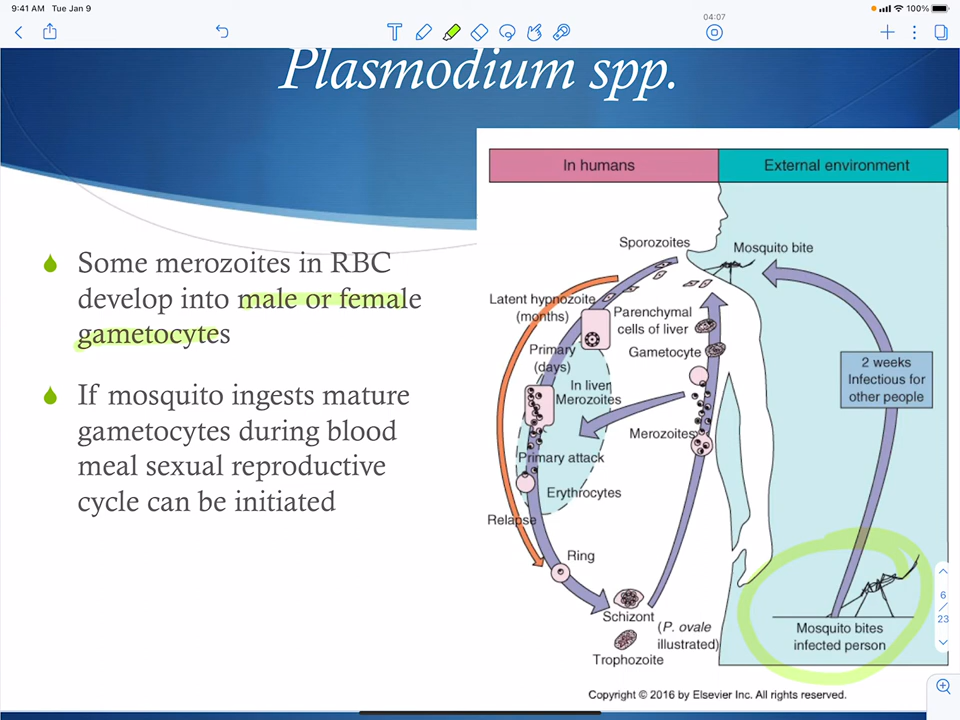 9:41 AM Tue Jan 9
100%
04:07
Plasmodium spp.
Some merozoites in RBC
develop into male or female
gametocytes
If mosquito ingests mature
gametocytes during blood
meal sexual reproductive
cycle can be initiated
In humans
External environment
Sporozoites
Mosquito bite
Latent hypnozoite
(months)
Parenchymal
cells of liver
Gametocyte
Primary
(days)
In liver
Merozoites
2 weeks
Infectious for
other people
Merozoites
Primary attack
Erythrocytes
Relapse
Ring
Schizont
(P. ovale
illustrated)
Trophozoite
Mosquito bites
infected person
6
/
23
Copyright © 2016 by Elsevier Inc. All rights reserved.